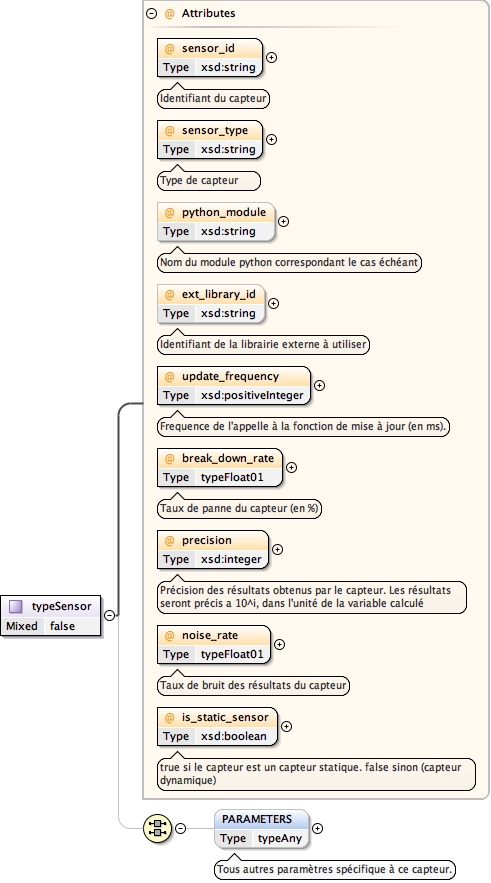 @ Attributes
@ sensor_id
Type xsd:string
Identifiant du capteur
@ sensor_type
Type xsd:string
Type de capteur
@ python_module
Type xsd:string
Nom du module python correspondant le cas échéant
@ ext_library_id
Type xsd:string
Identifiant de la librairie externe à utiliser
@ update_frequency
Type xsd:positiveInteger
Frequence de l'appelle à la fonction de mise à jour (en ms).
@ break_down_rate
Type typeFloat01
Taux de panne du capteur (en %)
@ precision
Type xsd:integer
Précision des résultats obtenus par le capteur. Les résultats
seront précis a 10^i, dans l'unité de la variable calculé
typeSensor
Mixed false
@ noise_rate
Type typeFloat01
Taux de bruit des résultats du capteur
@ is_static_sensor
Type xsd:boolean
true si le capteur est un capteur statique. false sinon (capteur
dynamique)
PARAMETERS
Type typeAny
Tous autres paramètres spécifique à ce capteur.